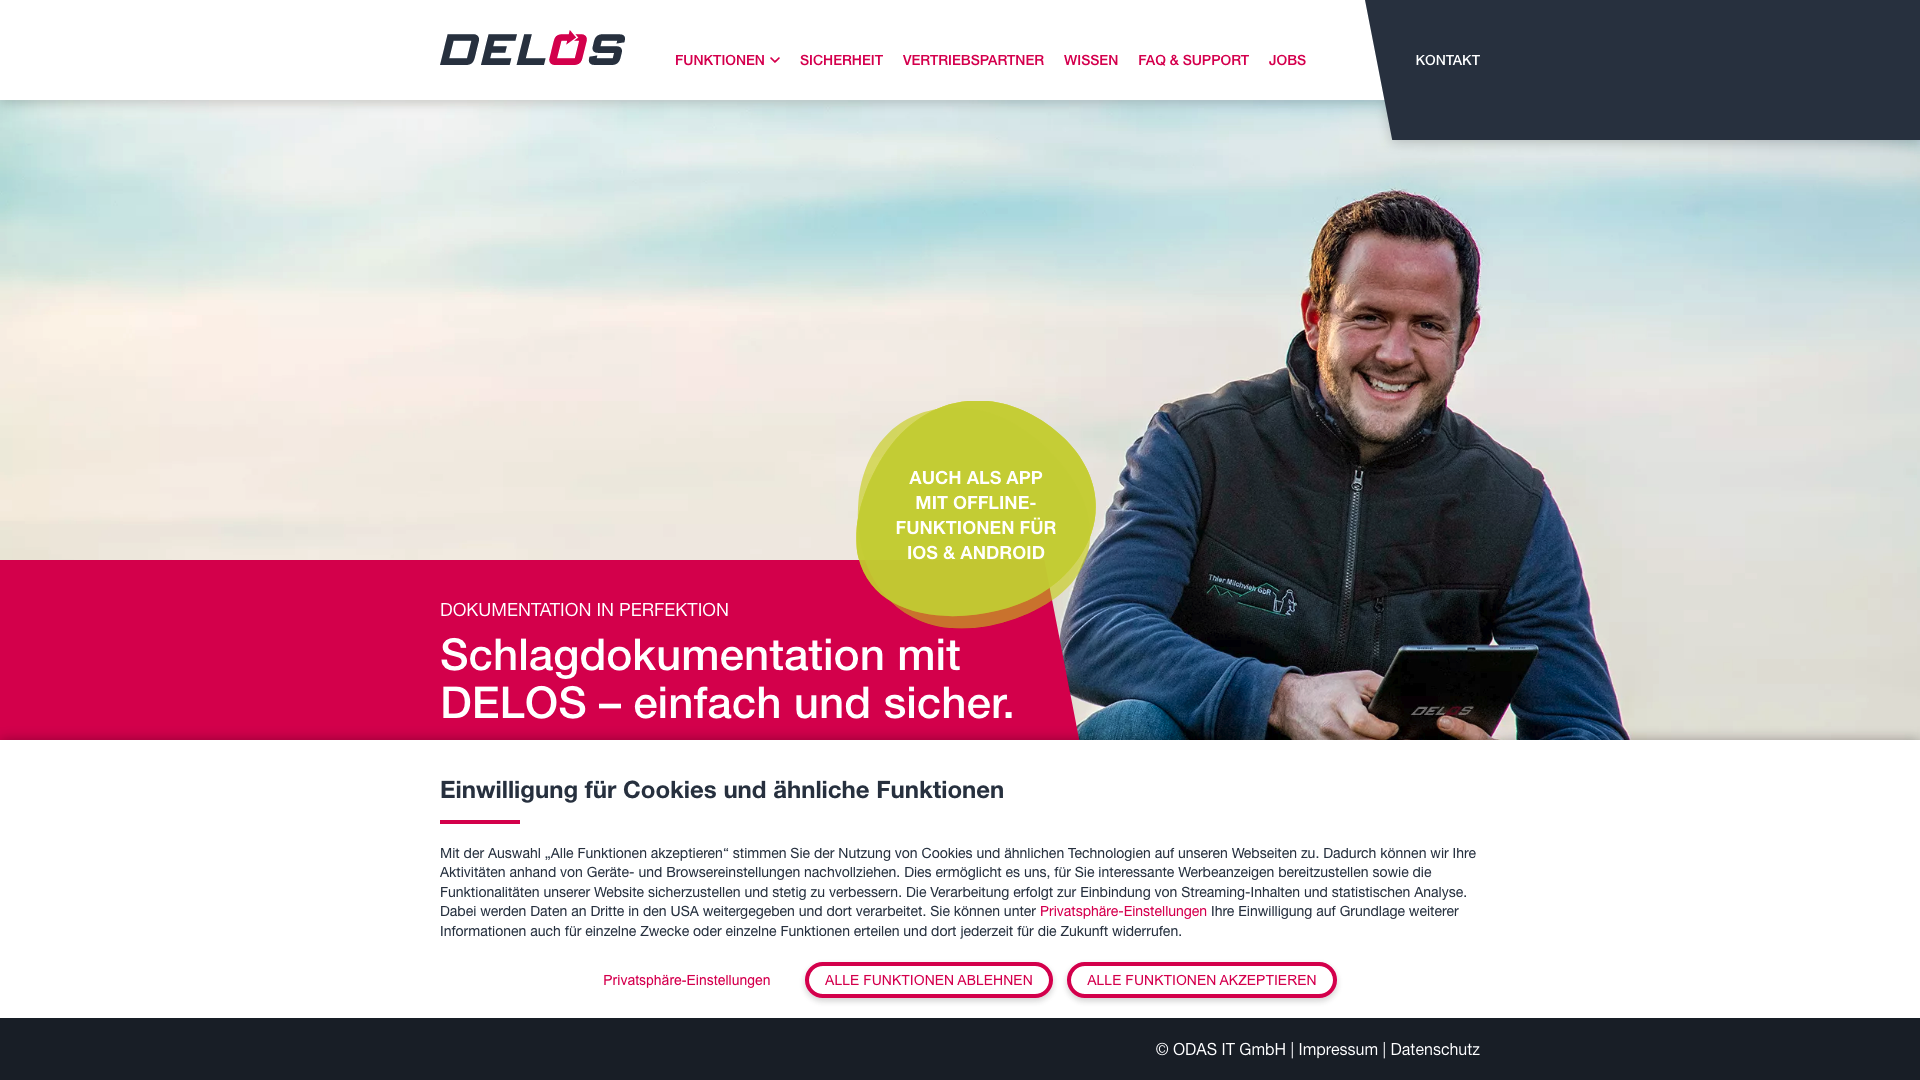 DELOS
FUNKTIONEN
SICHERHEIT
VERTRIEBSPARTNER
WISSEN
FAQ & SUPPORT
JOBS
KONTAKT
AUCH ALS APP
MIT OFFLINE-
FUNKTIONEN FÜR
IOS & ANDROID
Thier Milchvieh GbR
DELOS
DOKUMENTATION IN PERFEKTION
Schlagdokumentation mit
DELOS – einfach und sicher.
Einwilligung für Cookies und ähnliche Funktionen
Mit der Auswahl „Alle Funktionen akzeptieren“ stimmen Sie der Nutzung von Cookies und ähnlichen Technologien auf unseren Webseiten zu. Dadurch können wir Ihre
Aktivitäten anhand von Geräte- und Browsereinstellungen nachvollziehen. Dies ermöglicht es uns, für Sie interessante Werbeanzeigen bereitzustellen sowie die
Funktionalitäten unserer Website sicherzustellen und stetig zu verbessern. Die Verarbeitung erfolgt zur Einbindung von Streaming-Inhalten und statistischen Analyse.
Dabei werden Daten an Dritte in den USA weitergegeben und dort verarbeitet. Sie können unter Privatsphäre-Einstellungen Ihre Einwilligung auf Grundlage weiterer
Informationen auch für einzelne Zwecke oder einzelne Funktionen erteilen und dort jederzeit für die Zukunft widerrufen.
Privatsphäre-Einstellungen
ALLE FUNKTIONEN ABLEHNEN
ALLE FUNKTIONEN AKZEPTIEREN
© ODAS IT GmbH | Impressum | Datenschutz